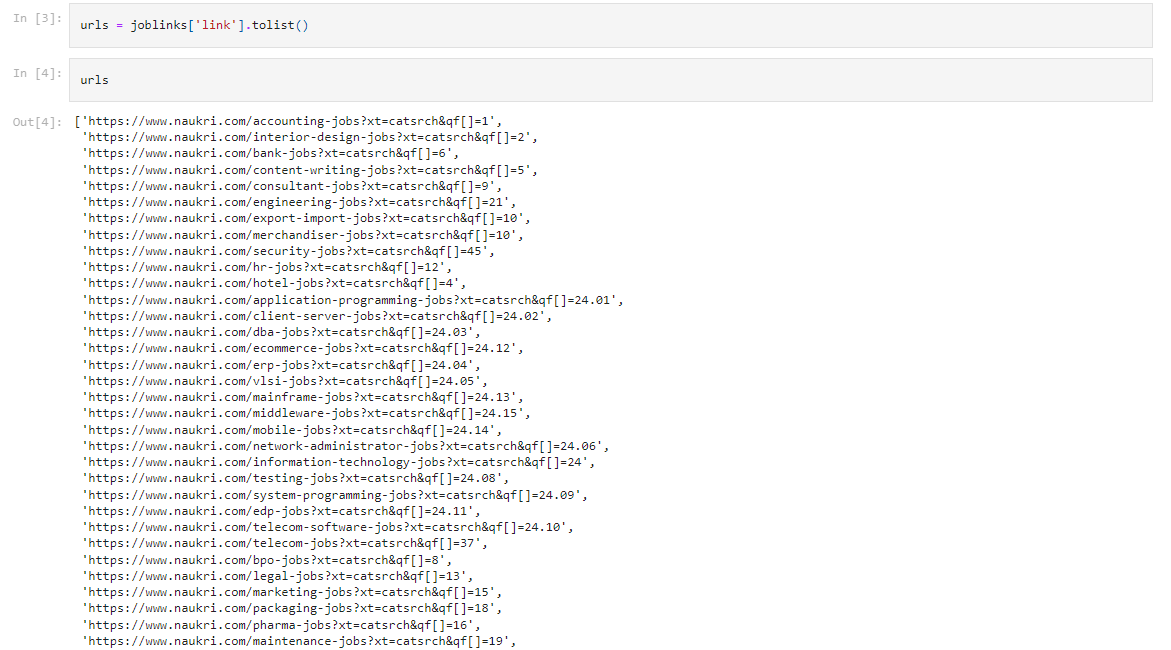 In [3]: urls = joblinks['link'].tolist()
In [4]: urls
Out[4]: ['https://www.naukri.com/accounting-jobs?xt=catsrch&qf[]=1',
'https://www.naukri.com/interior-design-jobs?xt=catsrch&qf[]=2',
'https://www.naukri.com/bank-jobs?xt=catsrch&qf[]=6',
'https://www.naukri.com/content-writing-jobs?xt=catsrch&qf[]=5',
'https://www.naukri.com/consultant-jobs?xt=catsrch&qf[]=9',
'https://www.naukri.com/engineering-jobs?xt=catsrch&qf[]=21',
'https://www.naukri.com/export-import-jobs?xt=catsrch&qf[]=10',
'https://www.naukri.com/merchandiser-jobs?xt=catsrch&qf[]=10',
'https://www.naukri.com/security-jobs?xt=catsrch&qf[]=45',
'https://www.naukri.com/hr-jobs?xt=catsrch&qf[]=12',
'https://www.naukri.com/hotel-jobs?xt=catsrch&qf[]=4',
'https://www.naukri.com/application-programming-jobs?xt=catsrch&qf[]=24.01',
'https://www.naukri.com/client-server-jobs?xt=catsrch&qf[]=24.02',
'https://www.naukri.com/dba-jobs?xt=catsrch&qf[]=24.03',
'https://www.naukri.com/ecommerce-jobs?xt=catsrch&qf[]=24.12',
'https://www.naukri.com/erp-jobs?xt=catsrch&qf[]=24.04',
'https://www.naukri.com/vlsi-jobs?xt=catsrch&qf[]=24.05',
'https://www.naukri.com/mainframe-jobs?xt=catsrch&qf[]=24.13',
'https://www.naukri.com/middleware-jobs?xt=catsrch&qf[]=24.15',
'https://www.naukri.com/mobile-jobs?xt=catsrch&qf[]=24.14',
'https://www.naukri.com/network-administrator-jobs?xt=catsrch&qf[]=24.06',
'https://www.naukri.com/information-technology-jobs?xt=catsrch&qf[]=24',
'https://www.naukri.com/testing-jobs?xt=catsrch&qf[]=24.08',
'https://www.naukri.com/system-programming-jobs?xt=catsrch&qf[]=24.09',
'https://www.naukri.com/edp-jobs?xt=catsrch&qf[]=24.11',
'https://www.naukri.com/telecom-software-jobs?xt=catsrch&qf[]=24.10',
'https://www.naukri.com/telecom-jobs?xt=catsrch&qf[]=37',
'https://www.naukri.com/bpo-jobs?xt=catsrch&qf[]=8',
'https://www.naukri.com/legal-jobs?xt=catsrch&qf[]=13',
'https://www.naukri.com/marketing-jobs?xt=catsrch&qf[]=15',
'https://www.naukri.com/packaging-jobs?xt=catsrch&qf[]=18',
'https://www.naukri.com/pharma-jobs?xt=catsrch&qf[]=16',
'https://www.naukri.com/maintenance-jobs?xt=catsrch&qf[]=19',